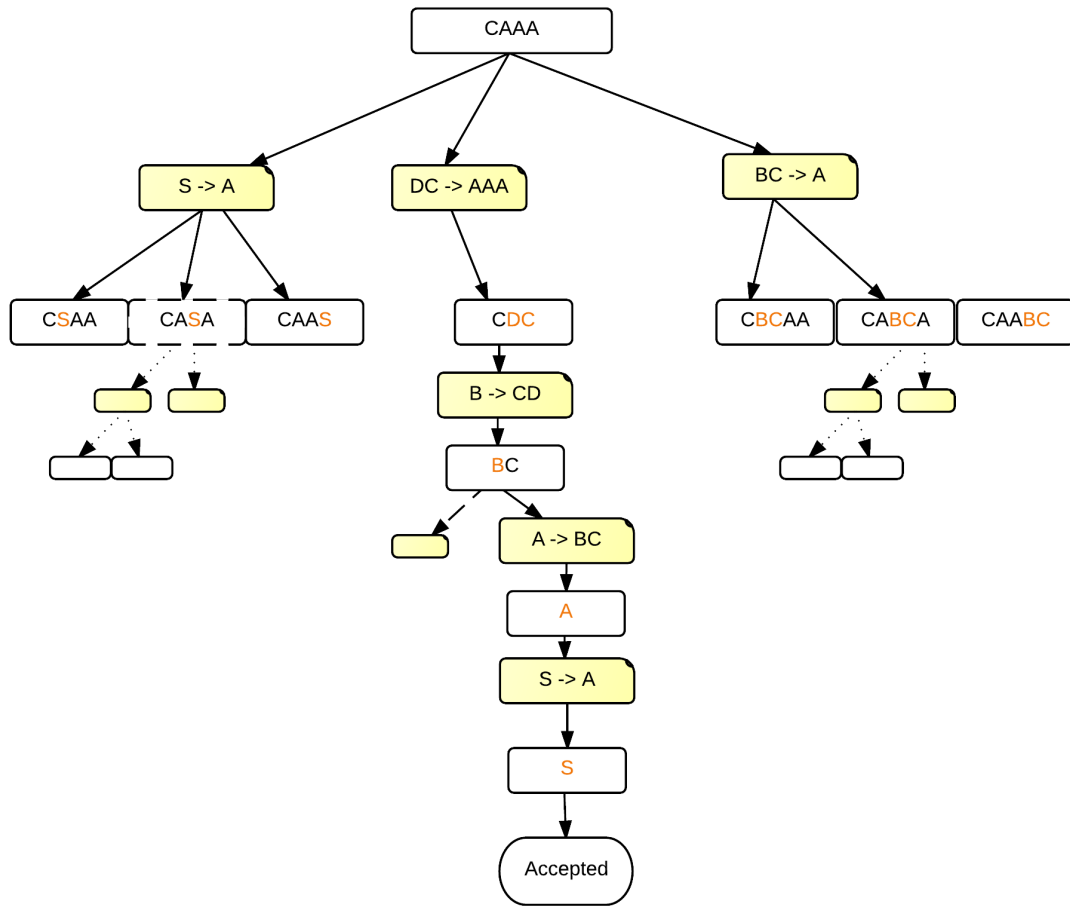 CAAA
S -> A
DC -> AAA
BC -> A
CSAA
CASA
CAAS
CDC
CBCAA
CABCA
CAABC
B -> CD
BC
A -> BC
A
S -> A
S
Accepted